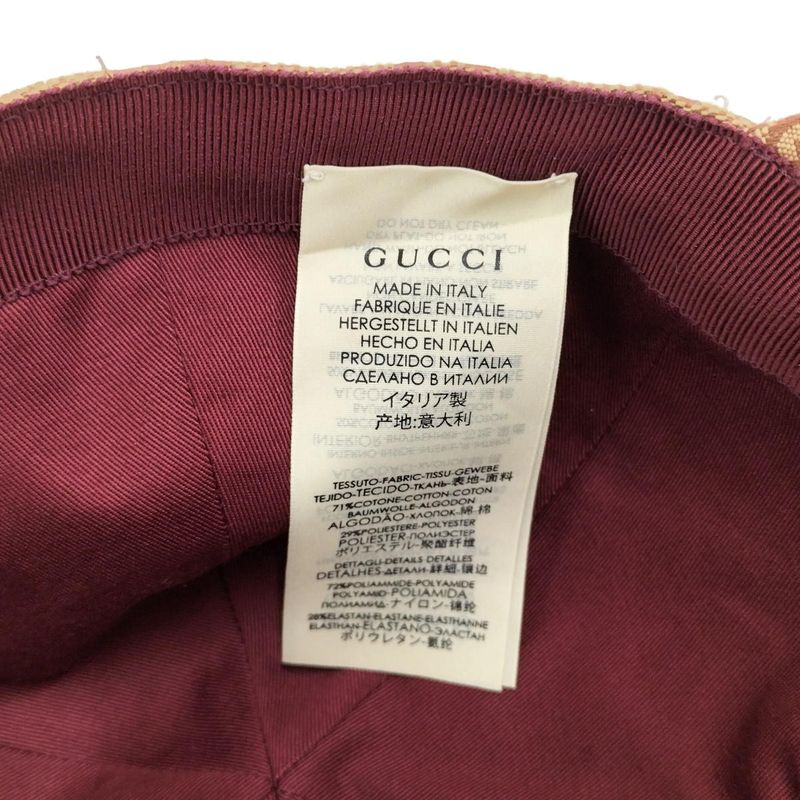 GUCCI
MADE IN ITALY
FABRIQUE EN ITALIE
HERGESTELLT IN ITALIEN
HECHO EN ITALIA
PRODUZIDO NA ITALIA
СДЕЛАНО В ИТАЛИИ
イタリア製
产地:意大利
TESSUTO-FABRIC-TISSU-GEWEBE
TEJIDO-TECIDO-ТКАНЬ-表地-面料
71%COTONE-COTTON-COTON
BAUMWOLLE-ALGODON
ALGODÃO-ХЛОПОК-綿-棉
29%POLIESTERE-POLYESTER
POLIESTER-ПОЛИЭСТЕР
ポリエステル-聚酯纤维
DETTAGLI-DETAILS DETALLES
DETALHES-ДЕТАЛИ-詳細-镶边
72%POLIAMMIDE-POLYAMIDE
POLYAMID-POLIAMIDA
ПОЛИАМИД-ナイロン-锦纶
28%ELASTAN-ELASTANE-ELASTHANNE
ELASTHAN-ELASTANO-ЭЛАСТАН
ポリウレタン-氨纶